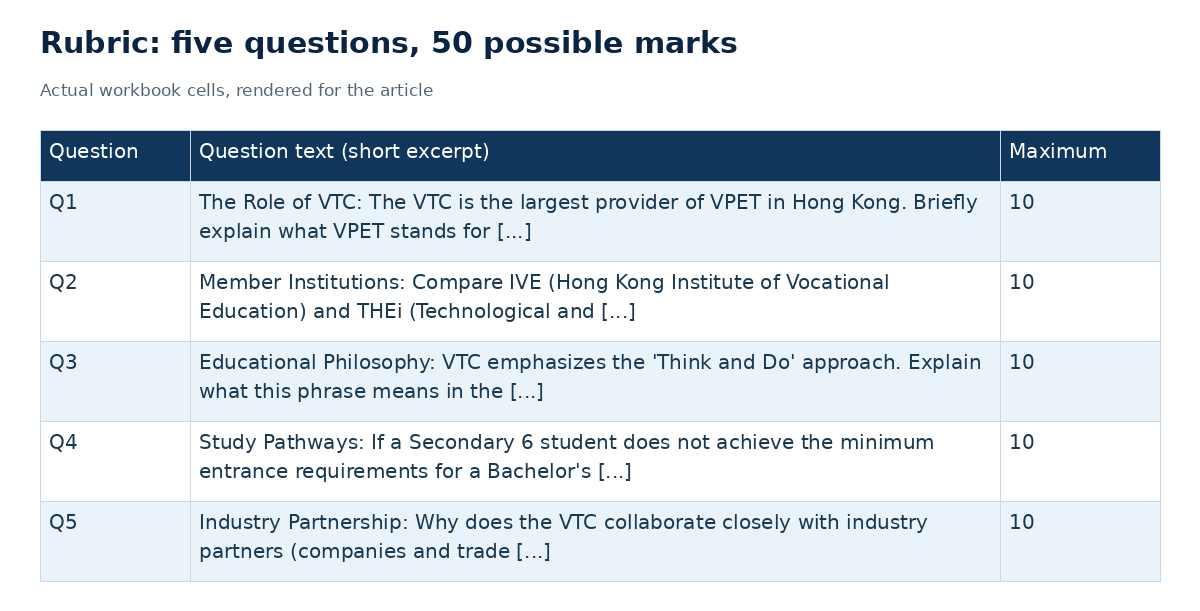 Rubric: five questions, 50 possible marks
Actual workbook cells, rendered for the article
Question Question text (short excerpt) Maximum
Q1 The Role of VTC: The VTC is the largest provider of VPET in Hong Kong. Briefly 10
explain what VPET stands for [...]
Q2 Member Institutions: Compare IVE (Hong Kong Institute of Vocational 10
Education) and THEi (Technological and [...]
Q3 Educational Philosophy: VTC emphasizes the 'Think and Do' approach. Explain 10
what this phrase means in the [...]
Q4 Study Pathways: If a Secondary 6 student does not achieve the minimum 10
entrance requirements for a Bachelor's [...]
Q5 Industry Partnership: Why does the VTC collaborate closely with industry 10
partners (companies and trade [...]